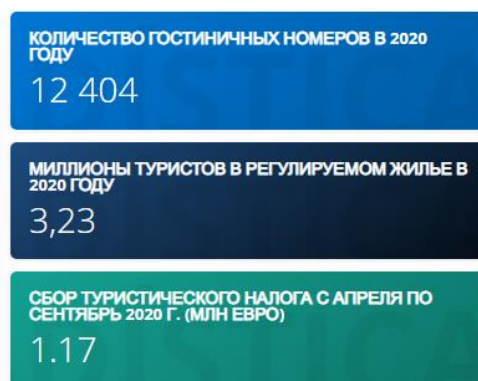 КОЛИЧЕСТВО ГОСТИНИЧНЫХ НОМЕРОВ В 2020
ГОДУ
12 404
МИЛЛИОНЫ ТУРИСТОВ В РЕГУЛИРУЕМОМ ЖИЛЬЕ В
2020 ГОДУ
3,23
СБОР ТУРИСТИЧЕСКОГО НАЛОГА С АПРЕЛЯ ПО
СЕНТЯБРЬ 2020 Г. (МЛН ЕВРО)
1.17